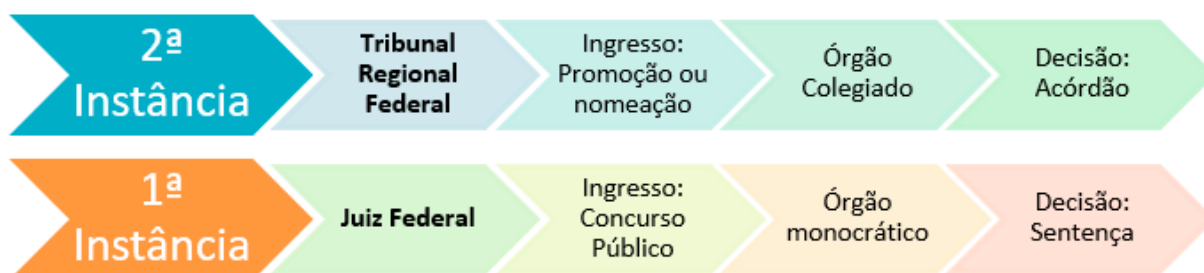 2ª
Instância
Tribunal
Regional
Federal
Ingresso:
Promoção ou
nomeação
Órgão
Colegiado
Decisão:
Acórdão
1ª
Instância
Juiz Federal
Ingresso:
Concurso
Público
Órgão
monocrático
Decisão:
Sentença